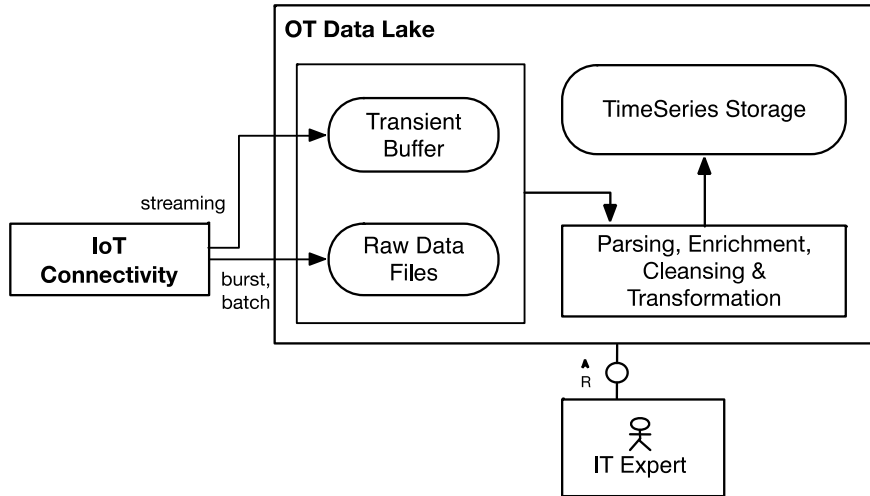 OT Data Lake
Transient
Buffer
TimeSeries Storage
streaming
IoT
Connectivity
burst,
batch
Raw Data
Files
Parsing, Enrichment,
Cleansing &
Transformation
R
IT Expert